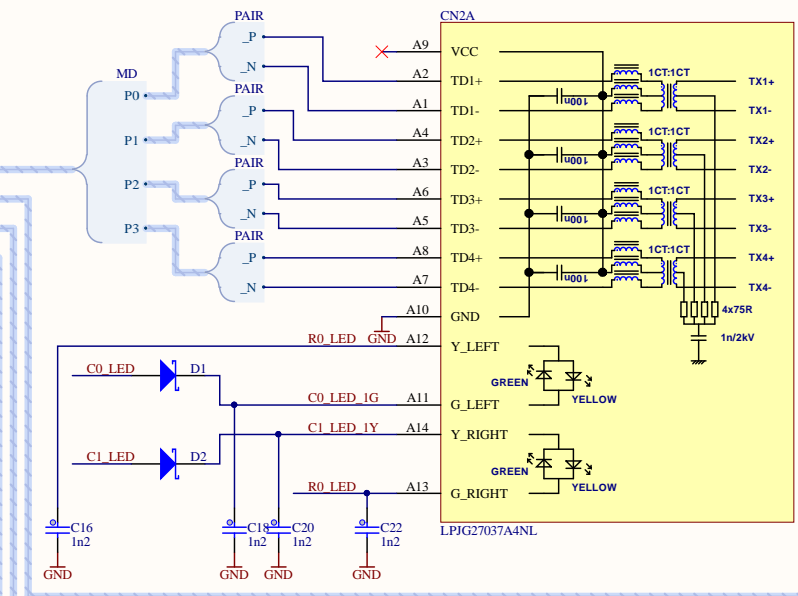 PAIR
CN2A
_P
_N
MD
P0
P1
P2
P3
PAIR
_P
_N
PAIR
_P
_N
PAIR
_P
_N
A9 VCC
A2 TD1+
A1 TD1-
A4 TD2+
A3 TD2-
A6 TD3+
A5 TD3-
A8 TD4+
A7 TD4-
A10 GND
A12 Y_LEFT
A11 G_LEFT
A14 Y_RIGHT
A13 G_RIGHT
1CT:1CT
100n
TX1+
TX1-
1CT:1CT
100n
TX2+
TX2-
1CT:1CT
100n
TX3+
TX3-
1CT:1CT
100n
TX4+
TX4-
4x75R
1n/2kV
GREEN
YELLOW
GREEN
YELLOW
R0_LED
GND
C0_LED
D1
C0_LED_1G
C1_LED_1Y
C1_LED
D2
R0_LED
C16
1n2
GND
C18
1n2
GND
C20
1n2
GND
C22
1n2
GND
LPJG27037A4NL